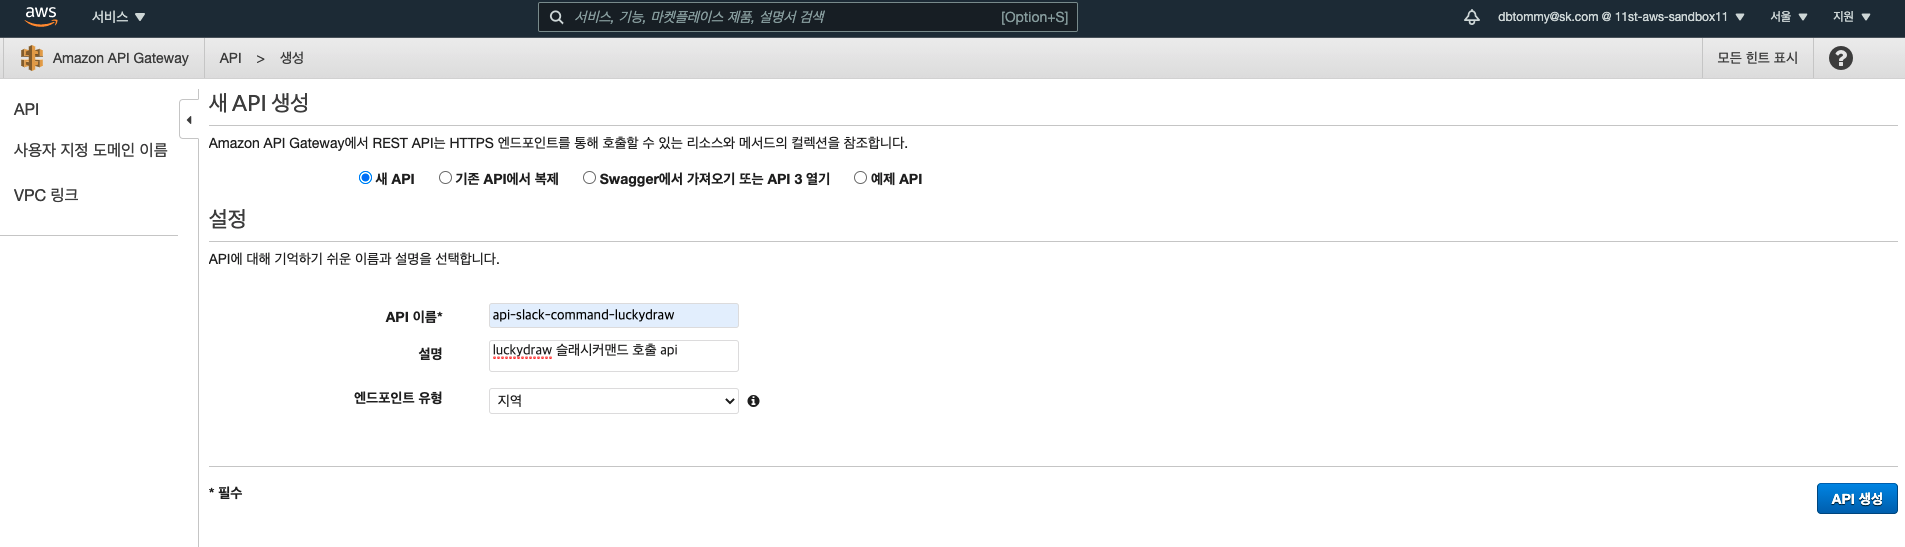 aws 서비스 서비스, 기능, 마켓플레이스 제품, 설명서 검색 [Option+S] dbtommy@sk.com @ 11st-aws-sandbox11 서울 지원
Amazon API Gateway API > 생성 모든 힌트 표시 ?
API
사용자 지정 도메인 이름
VPC 링크
새 API 생성
Amazon API Gateway에서 REST API는 HTTPS 엔드포인트를 통해 호출할 수 있는 리소스와 메서드의 컬렉션을 참조합니다.
새 API 기존 API에서 복제 Swagger에서 가져오기 또는 API 3 열기 예제 API
설정
API에 대해 기억하기 쉬운 이름과 설명을 선택합니다.
API 이름* api-slack-command-luckydraw
설명 luckydraw 슬래시커맨드 호출 api
엔드포인트 유형 지역
* 필수
API 생성